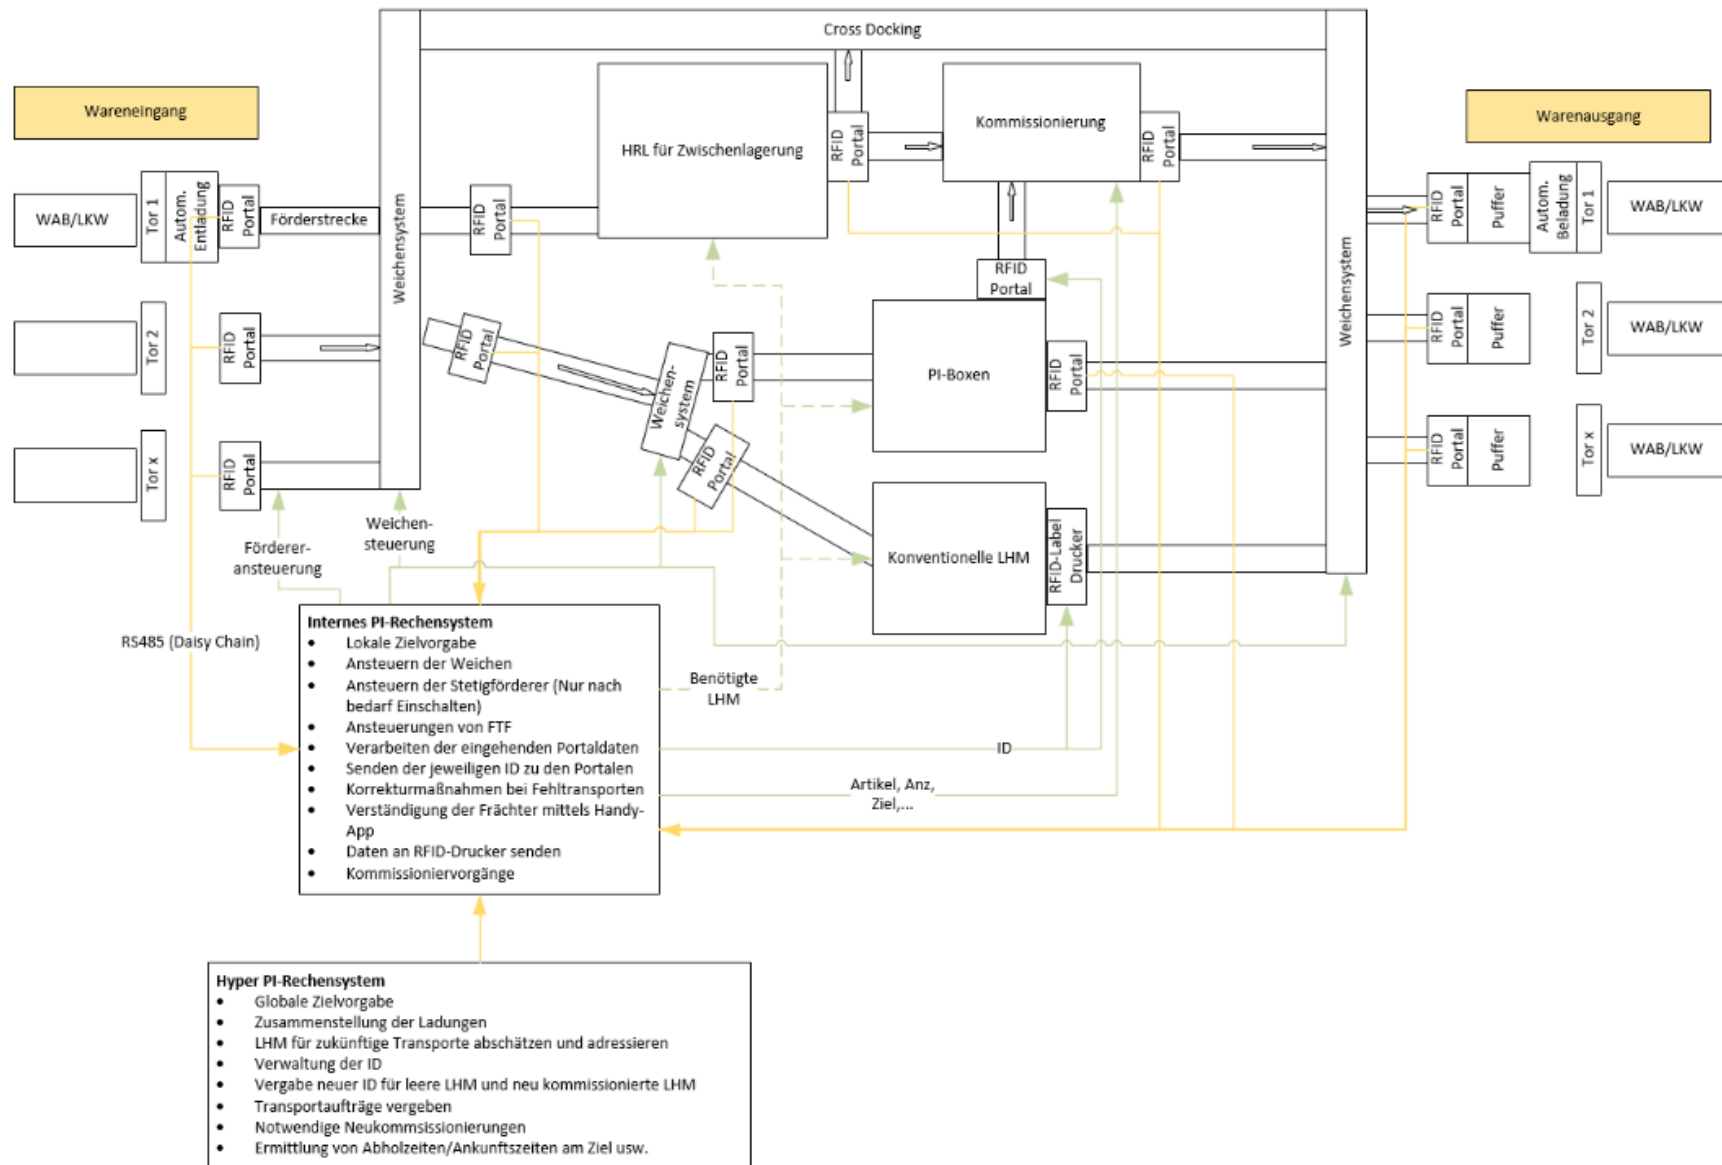 Cross Docking
Wareneingang
Warenausgang
WAB/LKW
Tor 1
Autom.
Entladung
RFID
Portal
Förderstrecke
Weichensystem
RFID
Portal
HRL für Zwischenlagerung
RFID
Portal
Kommissionierung
RFID
Portal
Weichensystem
RFID
Portal
Puffer
Autom.
Beladung
Tor 1
WAB/LKW
RFID
Portal
Tor 2
RFID
Portal
RFID
Portal
Weichen-
system
RFID
Portal
PI-Boxen
RFID
Portal
RFID
Portal
Puffer
Tor 2
WAB/LKW
Tor x
RFID
Portal
RFID
Portal
RFID
Portal
Puffer
Tor x
WAB/LKW
Weichen-
steuerung
Förderer-
ansteuerung
Konventionelle LHM
RFID-Label
Drucker
RS485 (Daisy Chain)
Internes PI-Rechensystem
• Lokale Zielvorgabe
• Ansteuern der Weichen
• Ansteuern der Stetigförderer (Nur nach
bedarf Einschalten)
• Ansteuerungen von FTF
• Verarbeiten der eingehenden Portaldaten
• Senden der jeweiligen ID zu den Portalen
• Korrekturmaßnahmen bei Fehltransporten
• Verständigung der Frächter mittels Handy-
App
• Daten an RFID-Drucker senden
• Kommissioniervorgänge
Benötigte
LHM
ID
Artikel, Anz,
Ziel,...
Hyper PI-Rechensystem
• Globale Zielvorgabe
• Zusammenstellung der Ladungen
• LHM für zukünftige Transporte abschätzen und adressieren
• Verwaltung der ID
• Vergabe neuer ID für leere LHM und neu kommissionierte LHM
• Transportaufträge vergeben
• Notwendige Neukommsissionierungen
• Ermittlung von Abholzeiten/Ankunftszeiten am Ziel usw.